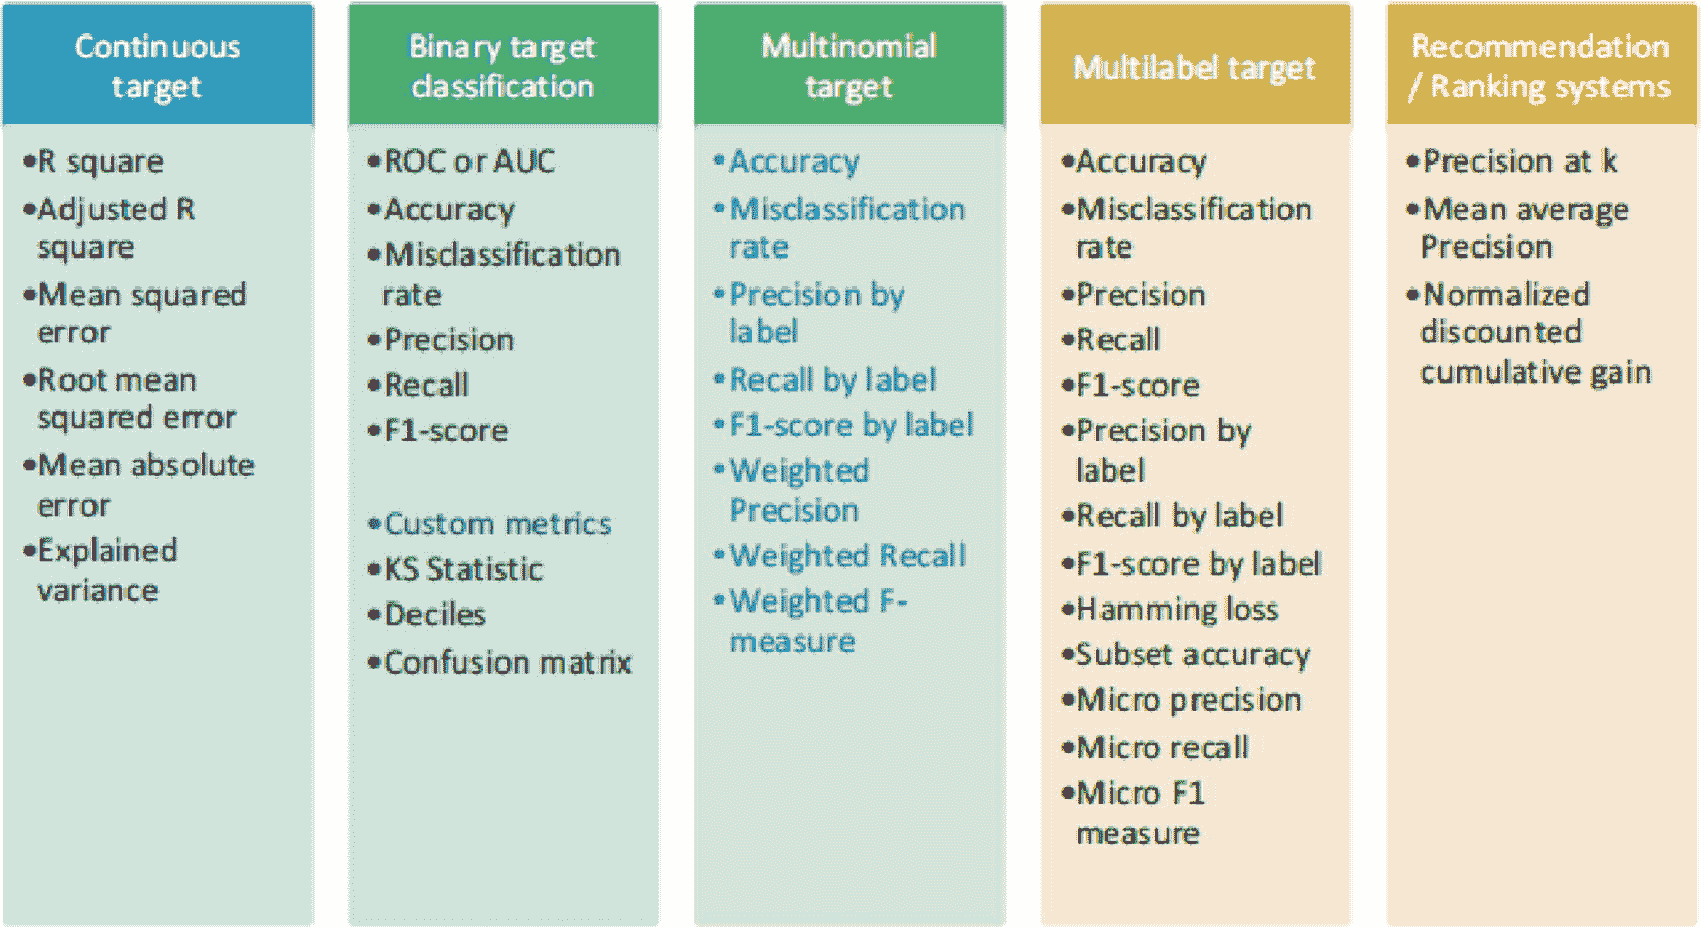 Continuous
target
•R square
•Adjusted R
square
•Mean squared
error
•Root mean
squared error
•Mean absolute
error
•Explained
variance
Binary target
classification
•ROC or AUC
•Accuracy
•Misclassification
rate
•Precision
•Recall
•F1-score
•Custom metrics
•KS Statistic
•Deciles
•Confusion matrix
Multinomial
target
•Accuracy
•Misclassification
rate
•Precision by
label
•Recall by label
•F1-score by label
•Weighted
Precision
•Weighted Recall
•Weighted F-
measure
Multilabel target
•Accuracy
•Misclassification
rate
•Precision
•Recall
•F1-score
•Precision by
label
•Recall by label
•F1-score by label
•Hamming loss
•Subset accuracy
•Micro precision
•Micro recall
•Micro F1
measure
Recommendation
/ Ranking systems
•Precision at k
•Mean average
Precision
•Normalized
discounted
cumulative gain